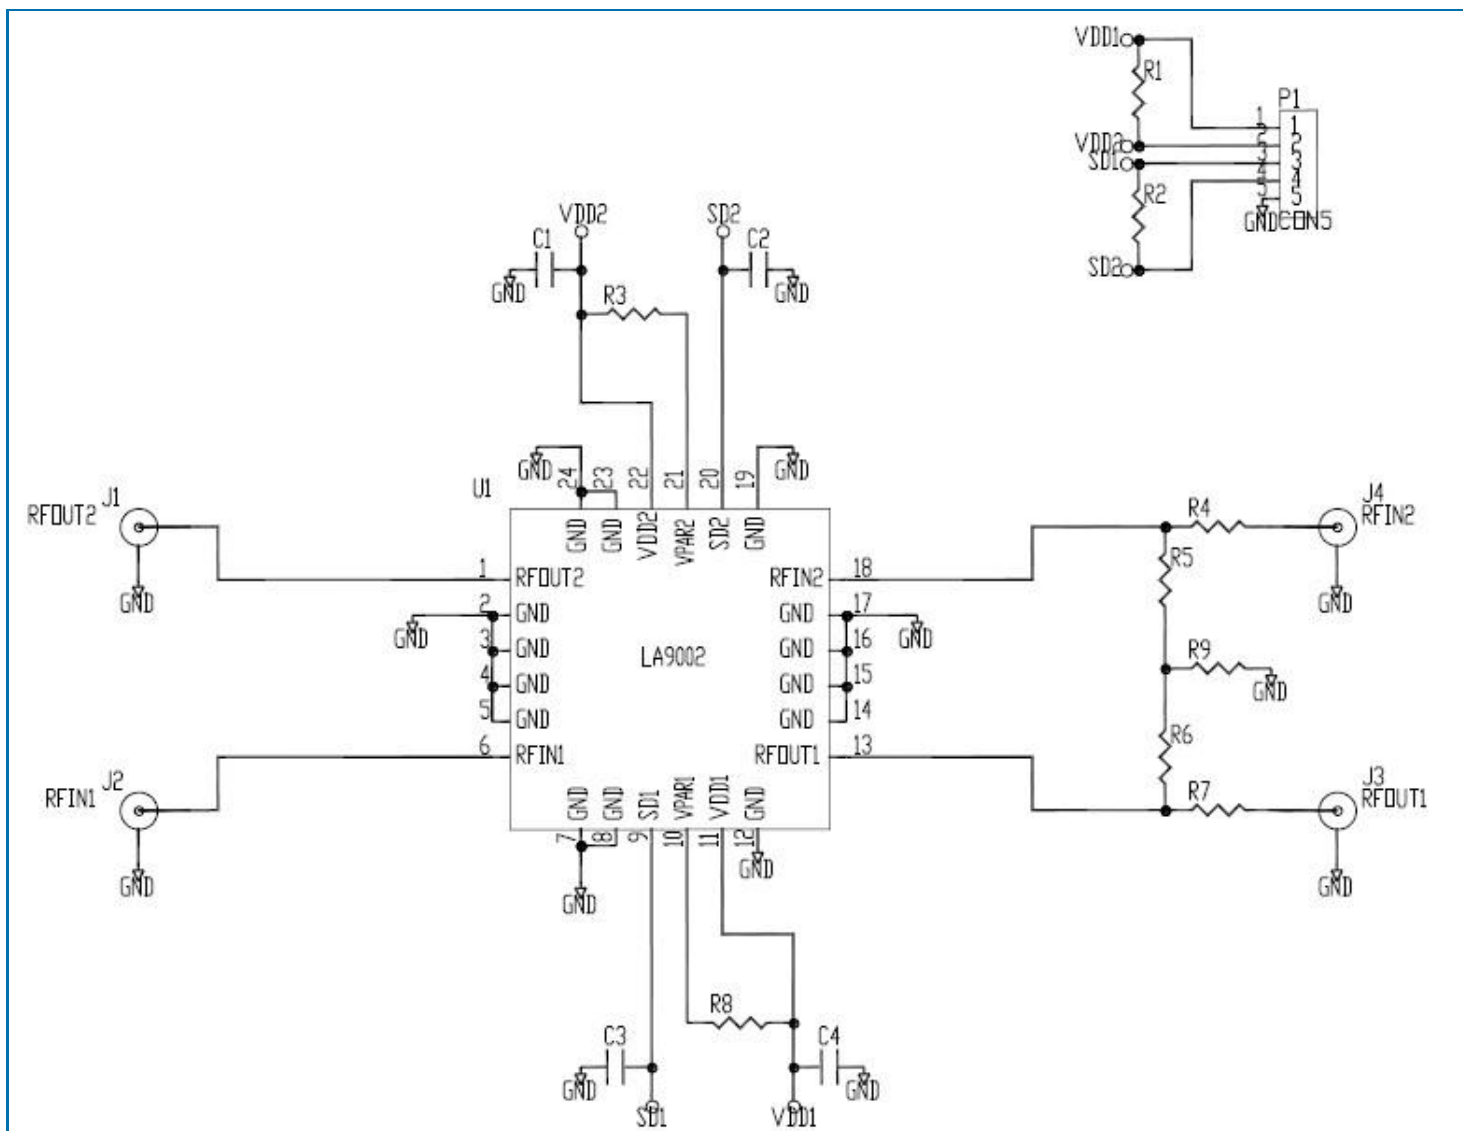 VDD1
R1
P1
1
1
VDD2
2
SD1
3
4
R2
5
GND
CON5
SD2
VDD2
SD2
C1
C2
GND
R3
GND
GND
24
23
22
21
20
19
GND
U1
GND
GND
VDD2
VPAR2
SD2
GND
RFOUT2
J1
GND
1
RFOUT2
RFIN2
18
R4
J4
RFIN2
R5
GND
GND
2
GND
GND
17
GND
3
GND
GND
16
4
GND
LA9002
GND
15
R9
GND
5
GND
GND
14
6
RFIN1
RFOUT1
13
R6
RFIN1
J2
GND
R7
J3
RFOUT1
GND
GND
GND
SD1
VPAR1
VDD1
GND
7
8
9
10
11
12
GND
GND
R8
C3
C4
GND
GND
SD1
VDD1